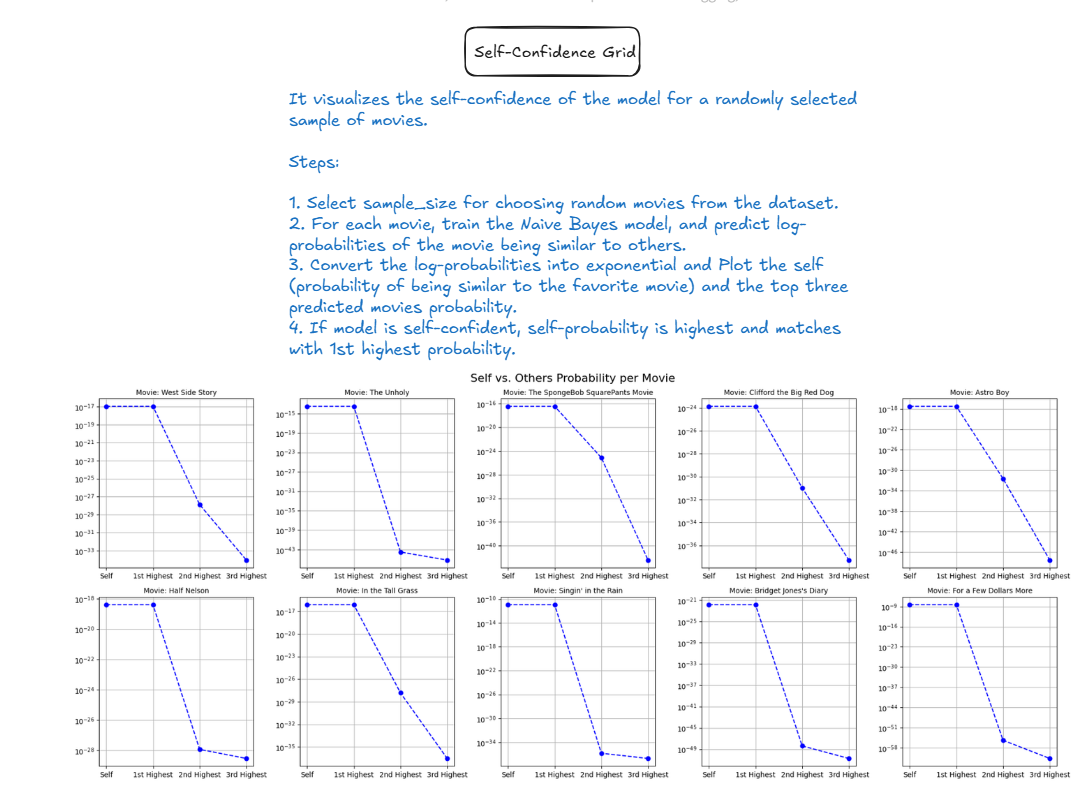 Self-Confidence Grid
It visualizes the self-confidence of the model for a randomly selected
sample of movies.
Steps:
1. Select sample_size for choosing random movies from the dataset.
2. For each movie, train the Naive Bayes model, and predict log-
probabilities of the movie being similar to others.
3. Convert the log-probabilities into exponential and Plot the self
(probability of being similar to the favorite movie) and the top three
predicted movies probability.
4. If model is self-confident, self-probability is highest and matches
with 1st highest probability.
Self vs. Others Probability per Movie
Movie: West Side Story
10⁻¹⁷
10⁻¹⁹
10⁻²¹
10⁻²³
10⁻²⁵
10⁻²⁷
10⁻²⁹
10⁻³¹
10⁻³³
Self 1st Highest 2nd Highest 3rd Highest
Movie: The Unholy
10⁻¹⁵
10⁻¹⁹
10⁻²³
10⁻²⁷
10⁻³¹
10⁻³⁵
10⁻³⁹
10⁻⁴³
Self 1st Highest 2nd Highest 3rd Highest
Movie: The SpongeBob SquarePants Movie
10⁻¹⁶
10⁻²⁰
10⁻²⁴
10⁻²⁸
10⁻³²
10⁻³⁶
10⁻⁴⁰
Self 1st Highest 2nd Highest 3rd Highest
Movie: Clifford the Big Red Dog
10⁻²⁴
10⁻²⁶
10⁻²⁸
10⁻³⁰
10⁻³²
10⁻³⁴
10⁻³⁶
Self 1st Highest 2nd Highest 3rd Highest
Movie: Astro Boy
10⁻¹⁸
10⁻²²
10⁻²⁶
10⁻³⁰
10⁻³⁴
10⁻³⁸
10⁻⁴²
10⁻⁴⁶
Self 1st Highest 2nd Highest 3rd Highest
Movie: Half Nelson
10⁻¹⁸
10⁻²⁰
10⁻²²
10⁻²⁴
10⁻²⁶
10⁻²⁸
Self 1st Highest 2nd Highest 3rd Highest
Movie: In the Tall Grass
10⁻¹⁷
10⁻²⁰
10⁻²³
10⁻²⁶
10⁻²⁹
10⁻³²
10⁻³⁵
Self 1st Highest 2nd Highest 3rd Highest
Movie: Singin' in the Rain
10⁻¹⁰
10⁻¹⁴
10⁻¹⁸
10⁻²²
10⁻²⁶
10⁻³⁰
10⁻³⁴
Self 1st Highest 2nd Highest 3rd Highest
Movie: Bridget Jones's Diary
10⁻²¹
10⁻²⁵
10⁻²⁹
10⁻³³
10⁻³⁷
10⁻⁴¹
10⁻⁴⁵
10⁻⁴⁹
Self 1st Highest 2nd Highest 3rd Highest
Movie: For a Few Dollars More
10⁻⁹
10⁻¹⁶
10⁻²³
10⁻³⁰
10⁻³⁷
10⁻⁴⁴
10⁻⁵¹
10⁻⁵⁸
Self 1st Highest 2nd Highest 3rd Highest